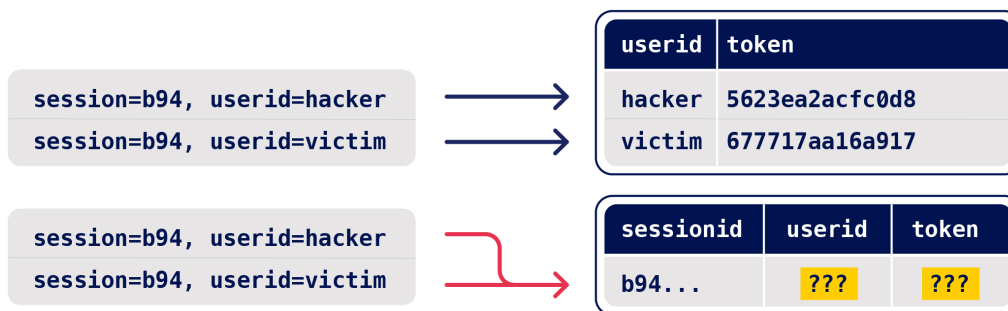 userid token
session=b94, userid=hacker
hacker 5623ea2acfc0d8
session=b94, userid=victim
victim 677717aa16a917
sessionid userid token
session=b94, userid=hacker
session=b94, userid=victim
b94... ??? ???